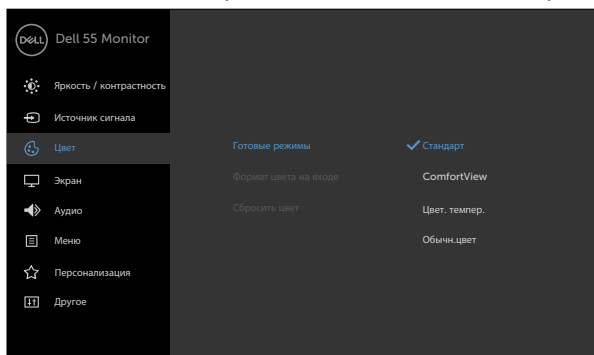 DELL Dell 55 Monitor
Яркость / контрастность
Источник сигнала
Цвет
Готовые режимы
Стандарт
Экран
Формат цвета на входе
ComfortView
Аудио
Сбросить цвет
Цвет. темпер.
Меню
Обычн.цвет
Персонализация
Другое